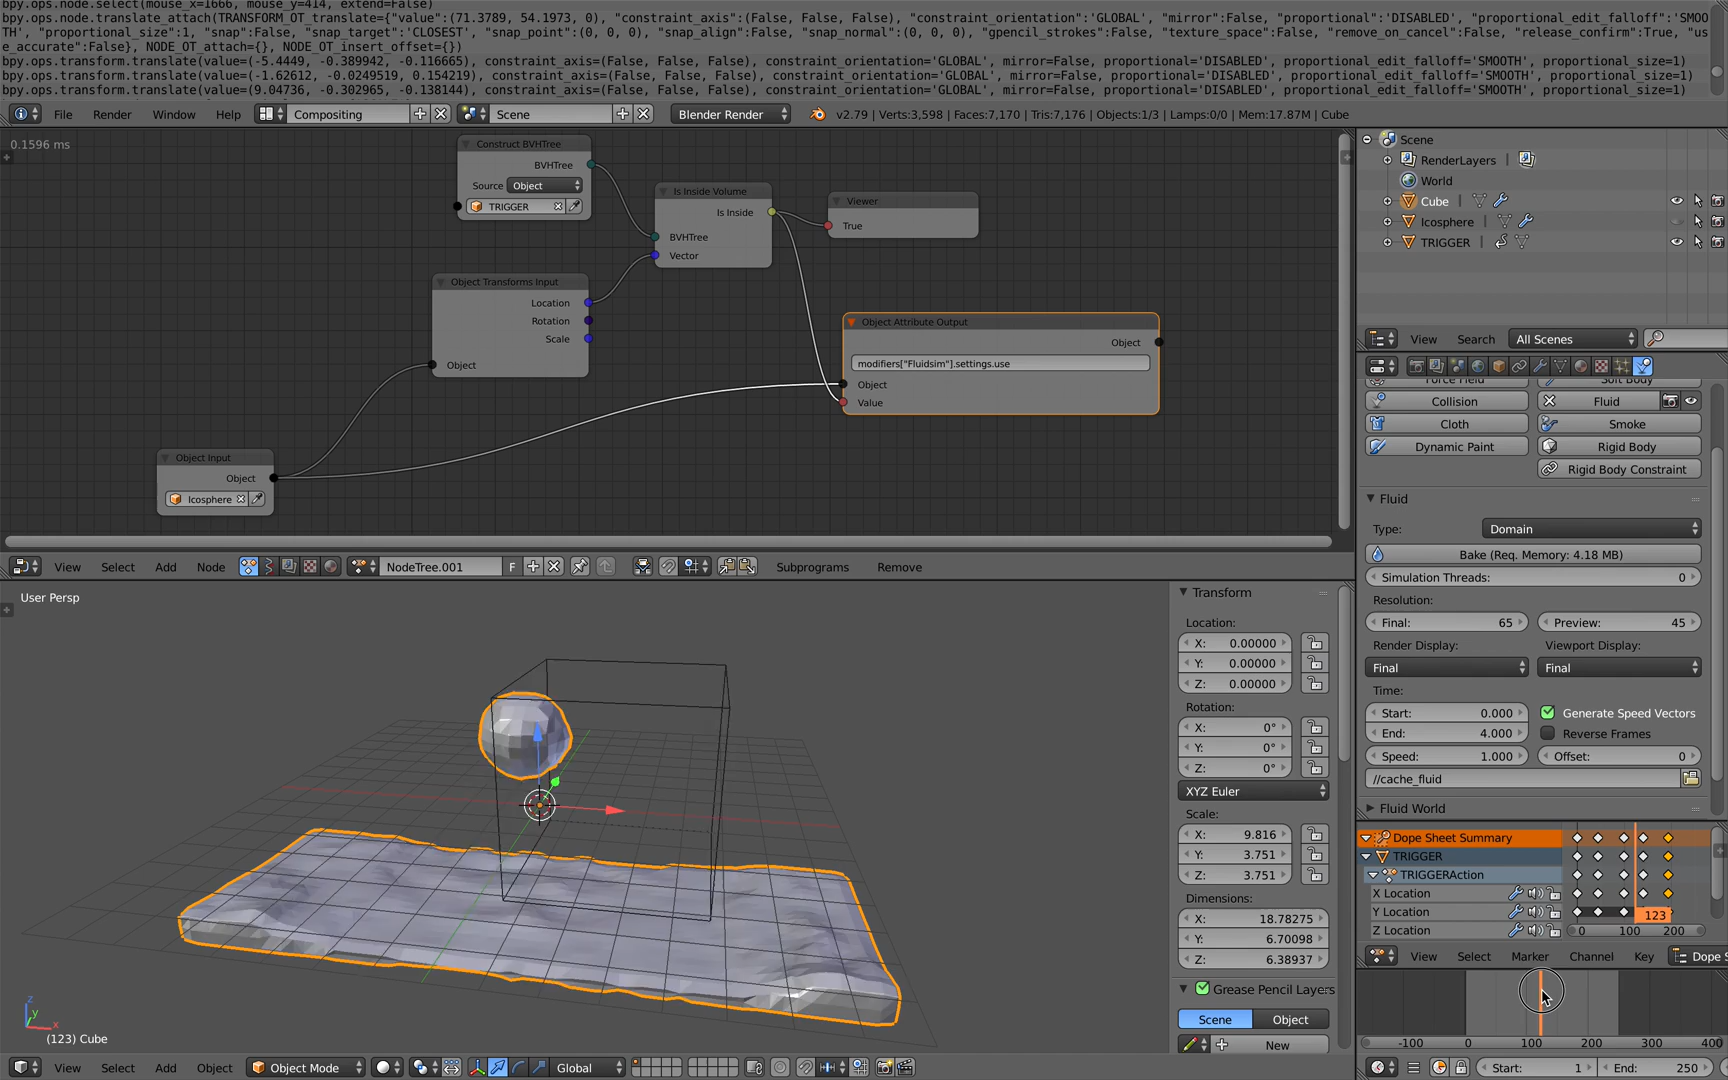 bpy.ops.node.select(mouse_x=1666, mouse_y=414, extend=False)
bpy.ops.node.translate_attach(TRANSFORM_OT_translate={"value":(71.3789, 54.1973, 0), "constraint_axis":(False, False, False), "constraint_orientation":'GLOBAL', "mirror":False, "proportional":'DISABLED', "proportional_edit_falloff":'SMOO
TH', "proportional_size":1, "snap":False, "snap_target":'CLOSEST', "snap_point":(0, 0, 0), "snap_align":False, "snap_normal":(0, 0, 0), "gpencil_strokes":False, "texture_space":False, "remove_on_cancel":False, "release_confirm":True, "us
e_accurate":False}, NODE_OT_attach={}, NODE_OT_insert_offset={})
bpy.ops.transform.translate(value=(-5.4449, -0.389942, -0.116665), constraint_axis=(False, False, False), constraint_orientation='GLOBAL', mirror=False, proportional='DISABLED', proportional_edit_falloff='SMOOTH', proportional_size=1)
bpy.ops.transform.translate(value=(-1.62612, -0.0249519, 0.154219), constraint_axis=(False, False, False), constraint_orientation='GLOBAL', mirror=False, proportional='DISABLED', proportional_edit_falloff='SMOOTH', proportional_size=1)
bpy.ops.transform.translate(value=(9.04736, -0.302965, -0.138144), constraint_axis=(False, False, False), constraint_orientation='GLOBAL', mirror=False, proportional='DISABLED', proportional_edit_falloff='SMOOTH', proportional_size=1)
File Render Window Help Compositing Scene Blender Render v2.79 | Verts:3,598 | Faces:7,170 | Tris:7,176 | Objects:1/3 | Lamps:0/0 | Mem:17.87M | Cube
0.1596 ms
Construct BVHTree
BVHTree
Source: Object
TRIGGER
Is Inside Volume
Is Inside
BVHTree
Vector
Viewer
True
Object Transforms Input
Location
Rotation
Scale
Object
Object Attribute Output
Object
modifiers["Fluidsim"].settings.use
Object
Value
Object Input
Object
Icosphere
View Select Add Node NodeTree.001 F Subprograms Remove
User Persp
(123) Cube
z
y
x
View Select Add Object Object Mode Global
Transform
Location:
X: 0.00000
Y: 0.00000
Z: 0.00000
Rotation:
X: 0°
Y: 0°
Z: 0°
XYZ Euler
Scale:
X: 9.816
Y: 3.751
Z: 3.751
Dimensions:
X: 18.78275
Y: 6.70098
Z: 6.38937
Grease Pencil Layers
Scene Object
New
Scene
RenderLayers |
World
Cube |
Icosphere |
TRIGGER |
View Search All Scenes
Force Field Soft Body
Collision Fluid
Cloth Smoke
Dynamic Paint Rigid Body
Rigid Body Constraint
Fluid
Type: Domain
Bake (Req. Memory: 4.18 MB)
Simulation Threads: 0
Resolution:
Final: 65 Preview: 45
Render Display: Viewport Display:
Final Final
Time:
Start: 0.000 Generate Speed Vectors
End: 4.000 Reverse Frames
Speed: 1.000 Offset: 0
//cache_fluid
Fluid World
Dope Sheet Summary
TRIGGER
TRIGGERAction
X Location
Y Location 123
Z Location 0 100 200
View Select Marker Channel Key Dope S
-100 0 100 200 300 400
Start: 1 End: 250